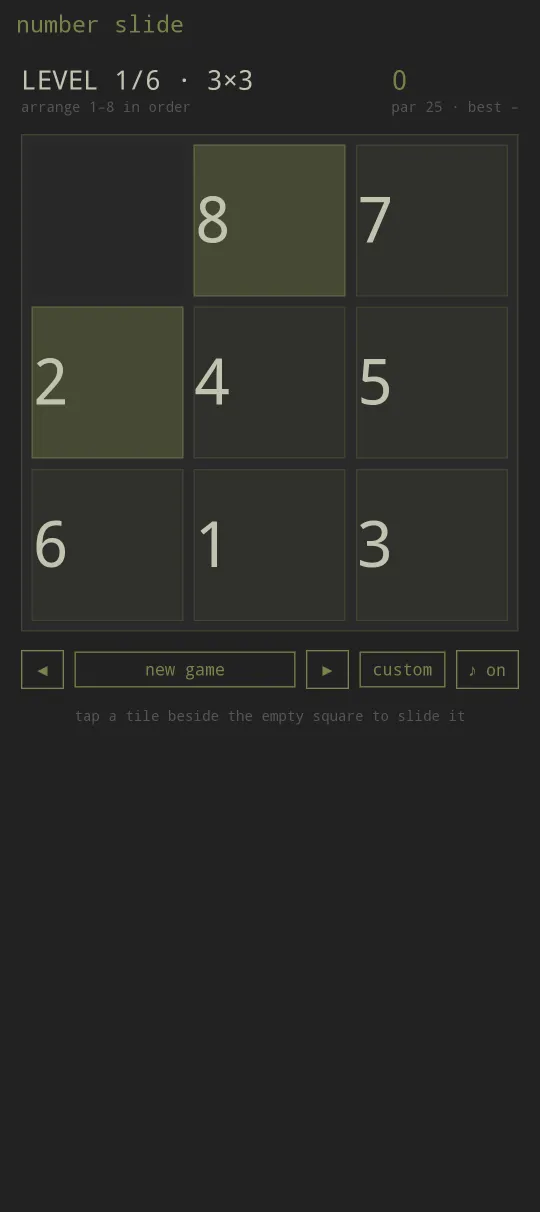 number slide
LEVEL 1/6 · 3×3 0
arrange 1–8 in order par 25 · best –
8 7
2 4 5
6 1 3
◀ new game ▶ custom ♪ on
tap a tile beside the empty square to slide it